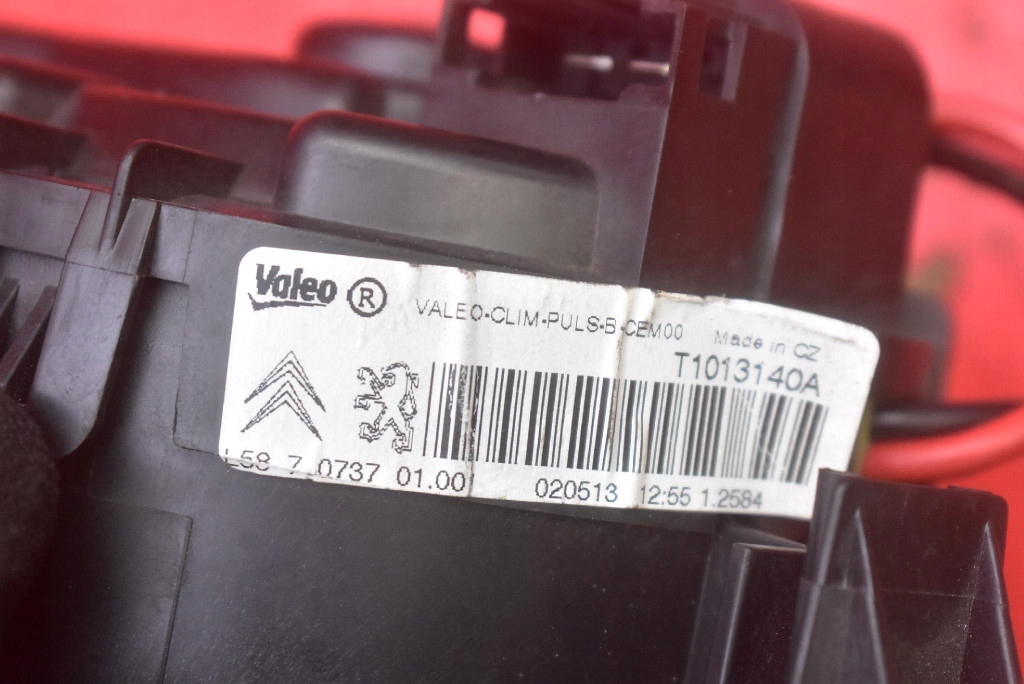 Valeo ®
VALEO-CLIM-PULS-B-CEM00 Made in CZ
T1013140A
L58 7 0737 01.00 020513 12:55 1.2584